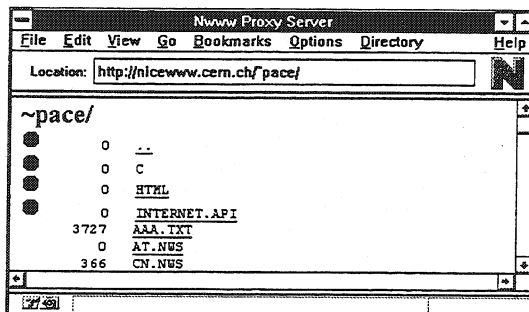 Nwww Proxy Server
File Edit View Go Bookmarks Options Directory Help
Location: http://nicewww.cern.ch/~pace/
N
~pace/
0 ..
0 C
0 HTML
0 INTERNET.API
3727 AAA.TXT
0 AT.NWS
366 CN.NWS